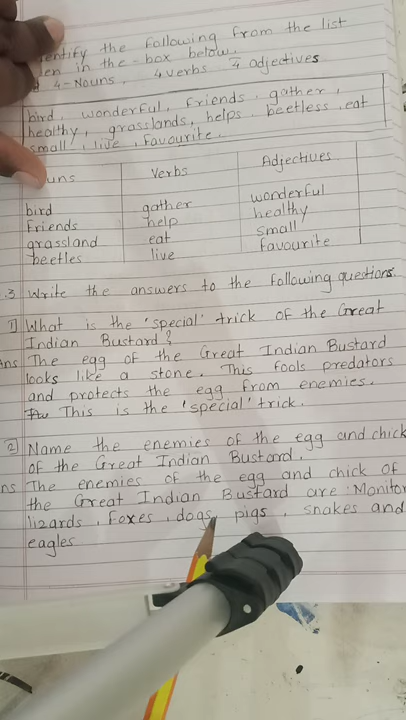 entify the following from the list
en in the box below.
4-Nouns, 4 verbs 4 adjectives
bird, wonderful, friends, gather,
healthy, grasslands, helps, beetless, eat
small, live, favourite.
uns Verbs Adjectives
bird gather wonderful
Friends help healthy
grassland eat small
beetles live favourite
.3 Write the answers to the following questions.
1) What is the 'special' trick of the Great
Indian Bustard?
Ans The egg of the Great Indian Bustard
looks like a stone. This fools predators
and protects the egg from enemies.
This is the 'special' trick.
2) Name the enemies of the egg and chick
of the Great Indian Bustard.
ns The enemies of the egg and chick of
the Great Indian Bustard are Monitor
lizards, Foxes, dogs, pigs, snakes and
eagles